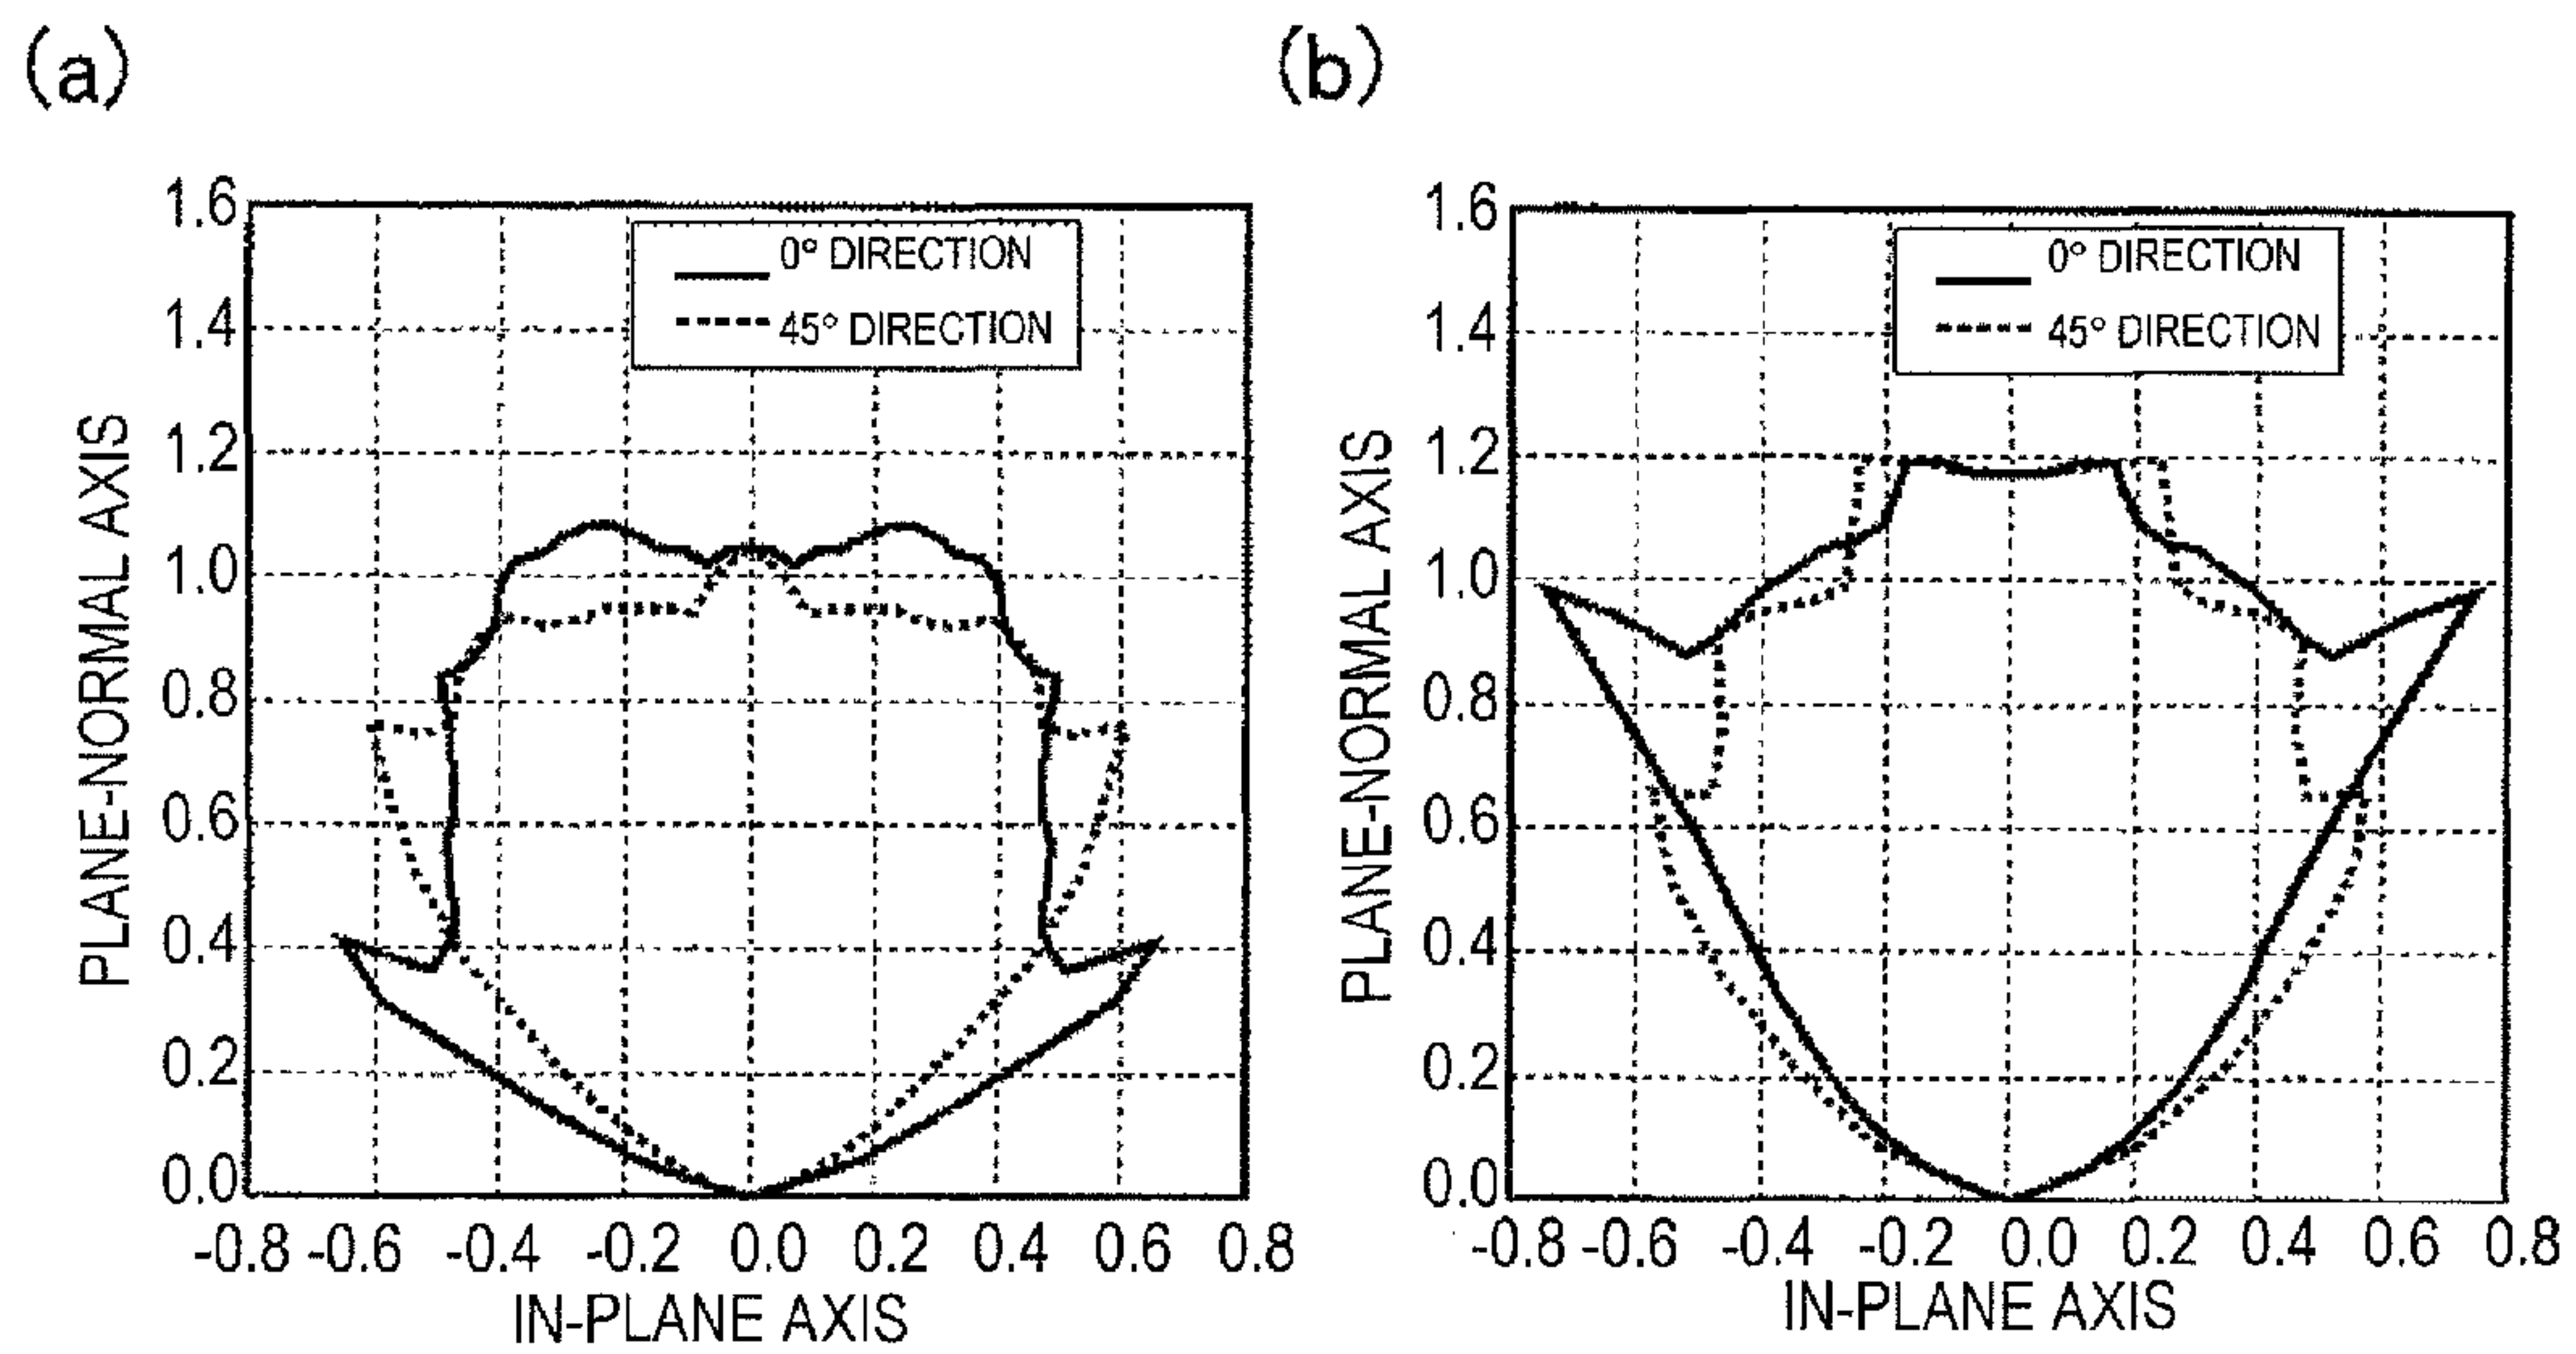 (a)
1.6
1.4
1.2
1.0
0.8
0.6
0.4
0.2
0.0
PLANE-NORMAL AXIS
0° DIRECTION
45° DIRECTION
-0.8 -0.6 -0.4 -0.2 0.0 0.2 0.4 0.6 0.8
IN-PLANE AXIS
(b)
1.6
1.4
1.2
1.0
0.8
0.6
0.4
0.2
0.0
PLANE-NORMAL AXIS
0° DIRECTION
45° DIRECTION
-0.8 -0.6 -0.4 -0.2 0.0 0.2 0.4 0.6 0.8
IN-PLANE AXIS